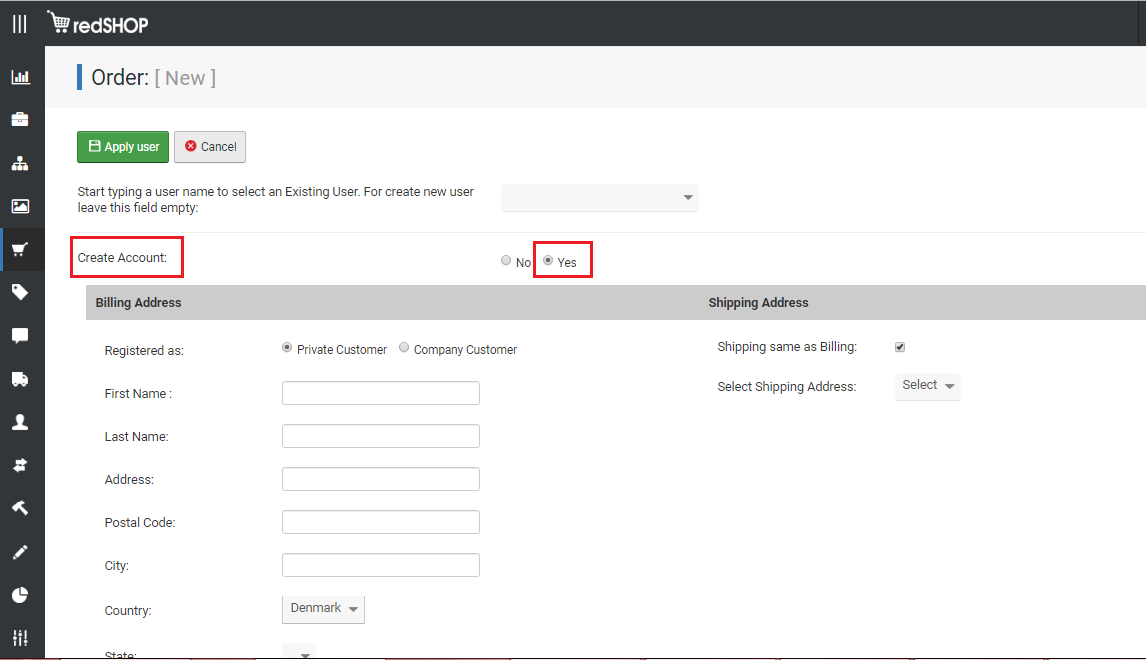 redSHOP
Order: [ New ]
Apply user
Cancel
Start typing a user name to select an Existing User. For create new user
leave this field empty:
Create Account:
No
Yes
Billing Address
Shipping Address
Registered as:
Private Customer
Company Customer
Shipping same as Billing:
First Name :
Select Shipping Address:
Select
Last Name:
Address:
Postal Code:
City:
Country:
Denmark
State: